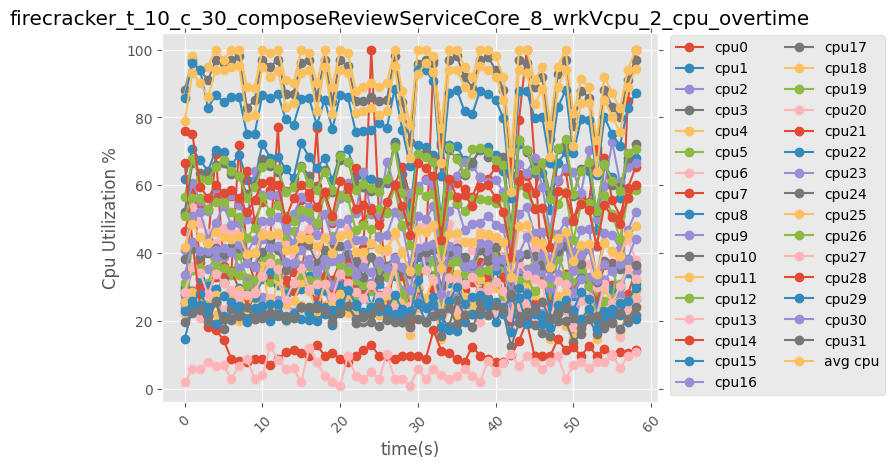 firecracker_t_10_c_30_composeReviewServiceCore_8_wrkVcpu_2_cpu_overtime
100
80
60
40
20
0
Cpu Utilization %
0
10
20
30
40
50
60
time(s)
cpu0
cpu1
cpu2
cpu3
cpu4
cpu5
cpu6
cpu7
cpu8
cpu9
cpu10
cpu11
cpu12
cpu13
cpu14
cpu15
cpu16
cpu17
cpu18
cpu19
cpu20
cpu21
cpu22
cpu23
cpu24
cpu25
cpu26
cpu27
cpu28
cpu29
cpu30
cpu31
avg cpu